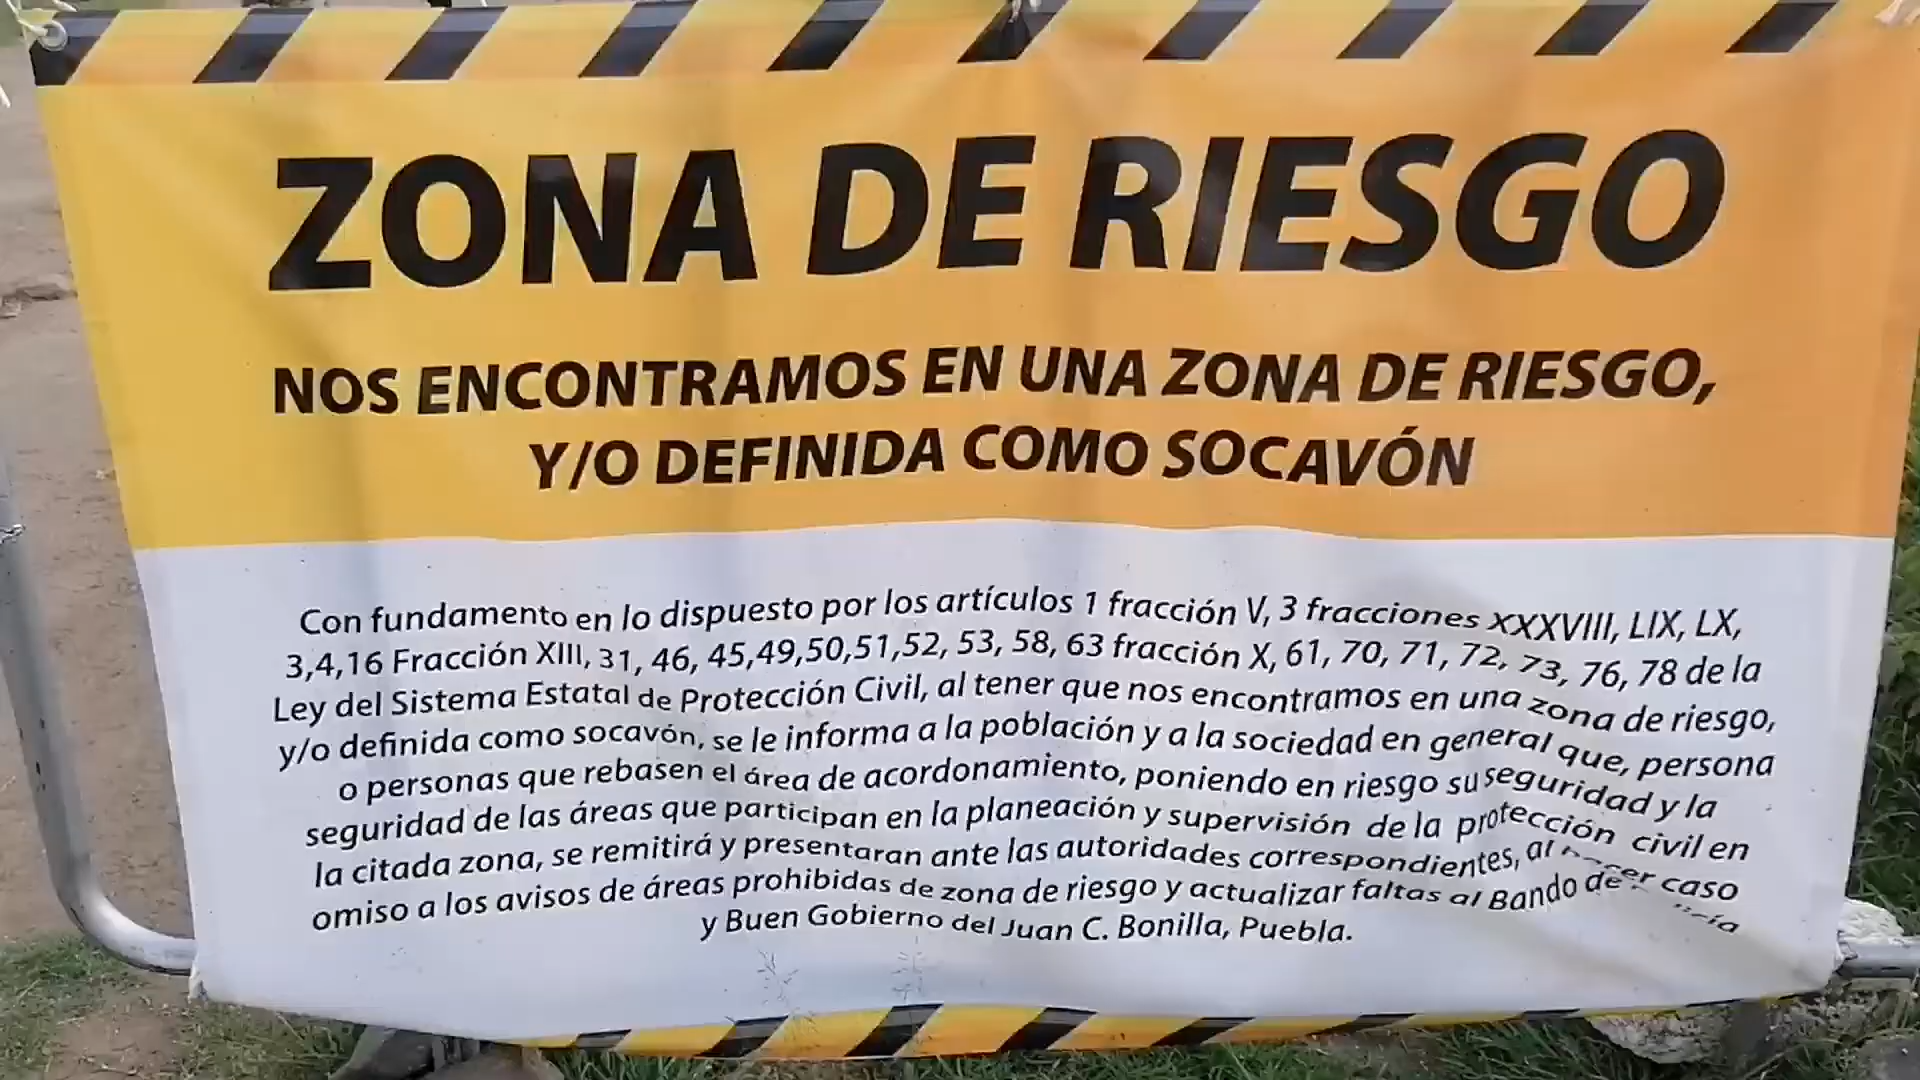 ZONA DE RIESGO
NOS ENCONTRAMOS EN UNA ZONA DE RIESGO,
Y/O DEFINIDA COMO SOCAVÓN
Con fundamento en lo dispuesto por los artículos 1 fracción V, 3 fracciones XXXVIII, LIX, LX,
3,4,16 Fracción XIII, 31, 46, 45,49,50,51,52, 53, 58, 63 fracción X, 61, 70, 71, 72, 73, 76, 78 de la
Ley del Sistema Estatal de Protección Civil, al tener que nos encontramos en una zona de riesgo,
y/o definida como socavón, se le informa a la población y a la sociedad en general que, persona
o personas que rebasen el área de acordonamiento, poniendo en riesgo su seguridad y la
seguridad de las áreas que participan en la planeación y supervisión de la protección civil en
la citada zona, se remitirá y presentaran ante las autoridades correspondientes, al caso
omiso a los avisos de áreas prohibidas de zona de riesgo y actualizar faltas al Bando de
y Buen Gobierno del Juan C. Bonilla, Puebla.